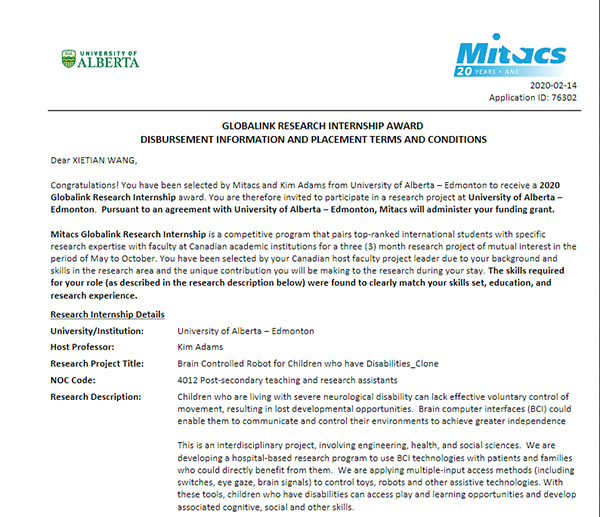 UNIVERSITY OF
ALBERTA
Mitacs
20 YEARS • ANS
2020-02-14
Application ID: 76302
GLOBALINK RESEARCH INTERNSHIP AWARD
DISBURSEMENT INFORMATION AND PLACEMENT TERMS AND CONDITIONS
Dear XIETIAN WANG,
Congratulations! You have been selected by Mitacs and Kim Adams from University of Alberta – Edmonton to receive a 2020
Globalink Research Internship award. You are therefore invited to participate in a research project at University of Alberta –
Edmonton. Pursuant to an agreement with University of Alberta – Edmonton, Mitacs will administer your funding grant.
Mitacs Globalink Research Internship is a competitive program that pairs top-ranked international students with specific
research expertise with faculty at Canadian academic institutions for a three (3) month research project of mutual interest in the
period of May to October. You have been selected by your Canadian host faculty project leader due to your background and
skills in the research area and the unique contribution you will be making to the research during your stay. The skills required
for your role (as described in the research description below) were found to clearly match your skills set, education, and
research experience.
Research Internship Details
University/Institution: University of Alberta – Edmonton
Host Professor: Kim Adams
Research Project Title: Brain Controlled Robot for Children who have Disabilities_Clone
NOC Code: 4012 Post-secondary teaching and research assistants
Research Description: Children who are living with severe neurological disability can lack effective voluntary control of
movement, resulting in lost developmental opportunities. Brain computer interfaces (BCI) could
enable them to communicate and control their environments to achieve greater independence
This is an interdisciplinary project, involving engineering, health, and social sciences. We are
developing a hospital-based research program to use BCI technologies with patients and families
who could directly benefit from them. We are applying multiple-input access methods (including
switches, eye gaze, brain signals) to control toys, robots and other assistive technologies. With
these tools, children who have disabilities can access play and learning opportunities and develop
associated cognitive, social and other skills.